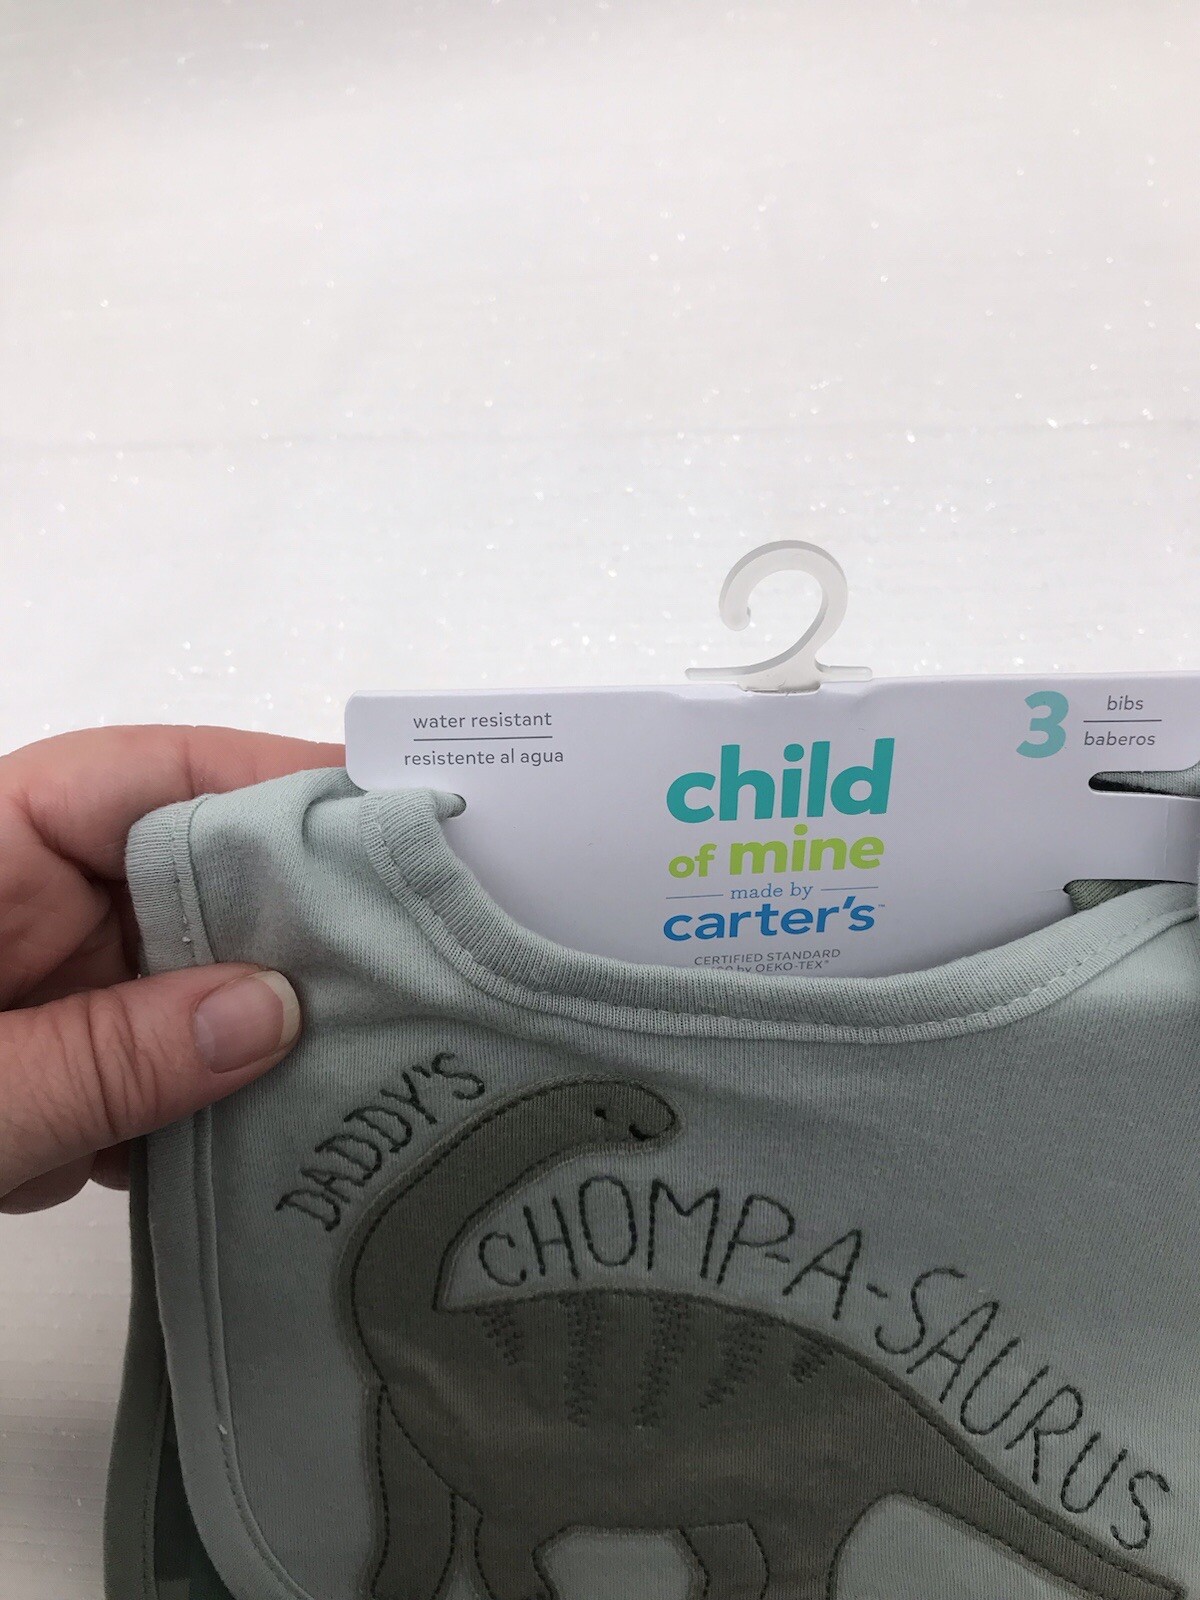 water resistant
resistente al agua
3
bibs
baberos
child
of mine
made by
carter's™
CERTIFIED STANDARD
by OEKO-TEX®
DADDY'S
CHOMP-A-SAURUS